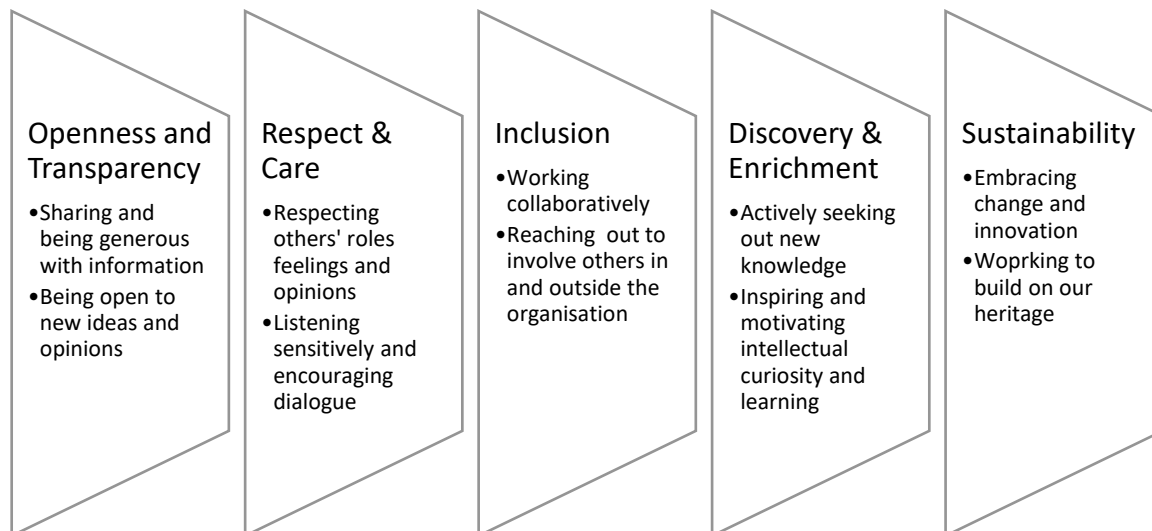 Openness and
Transparency
•Sharing and
being generous
with information
•Being open to
new ideas and
opinions
Respect &
Care
•Respecting
others' roles
feelings and
opinions
•Listening
sensitively and
encouraging
dialogue
Inclusion
•Working
collaboratively
•Reaching  out to
involve others in
and outside the
organisation
Discovery &
Enrichment
•Actively seeking
out new
knowledge
•Inspiring and
motivating
intellectual
curiosity and
learning
Sustainability
•Embracing
change and
innovation
•Woprking to
build on our
heritage